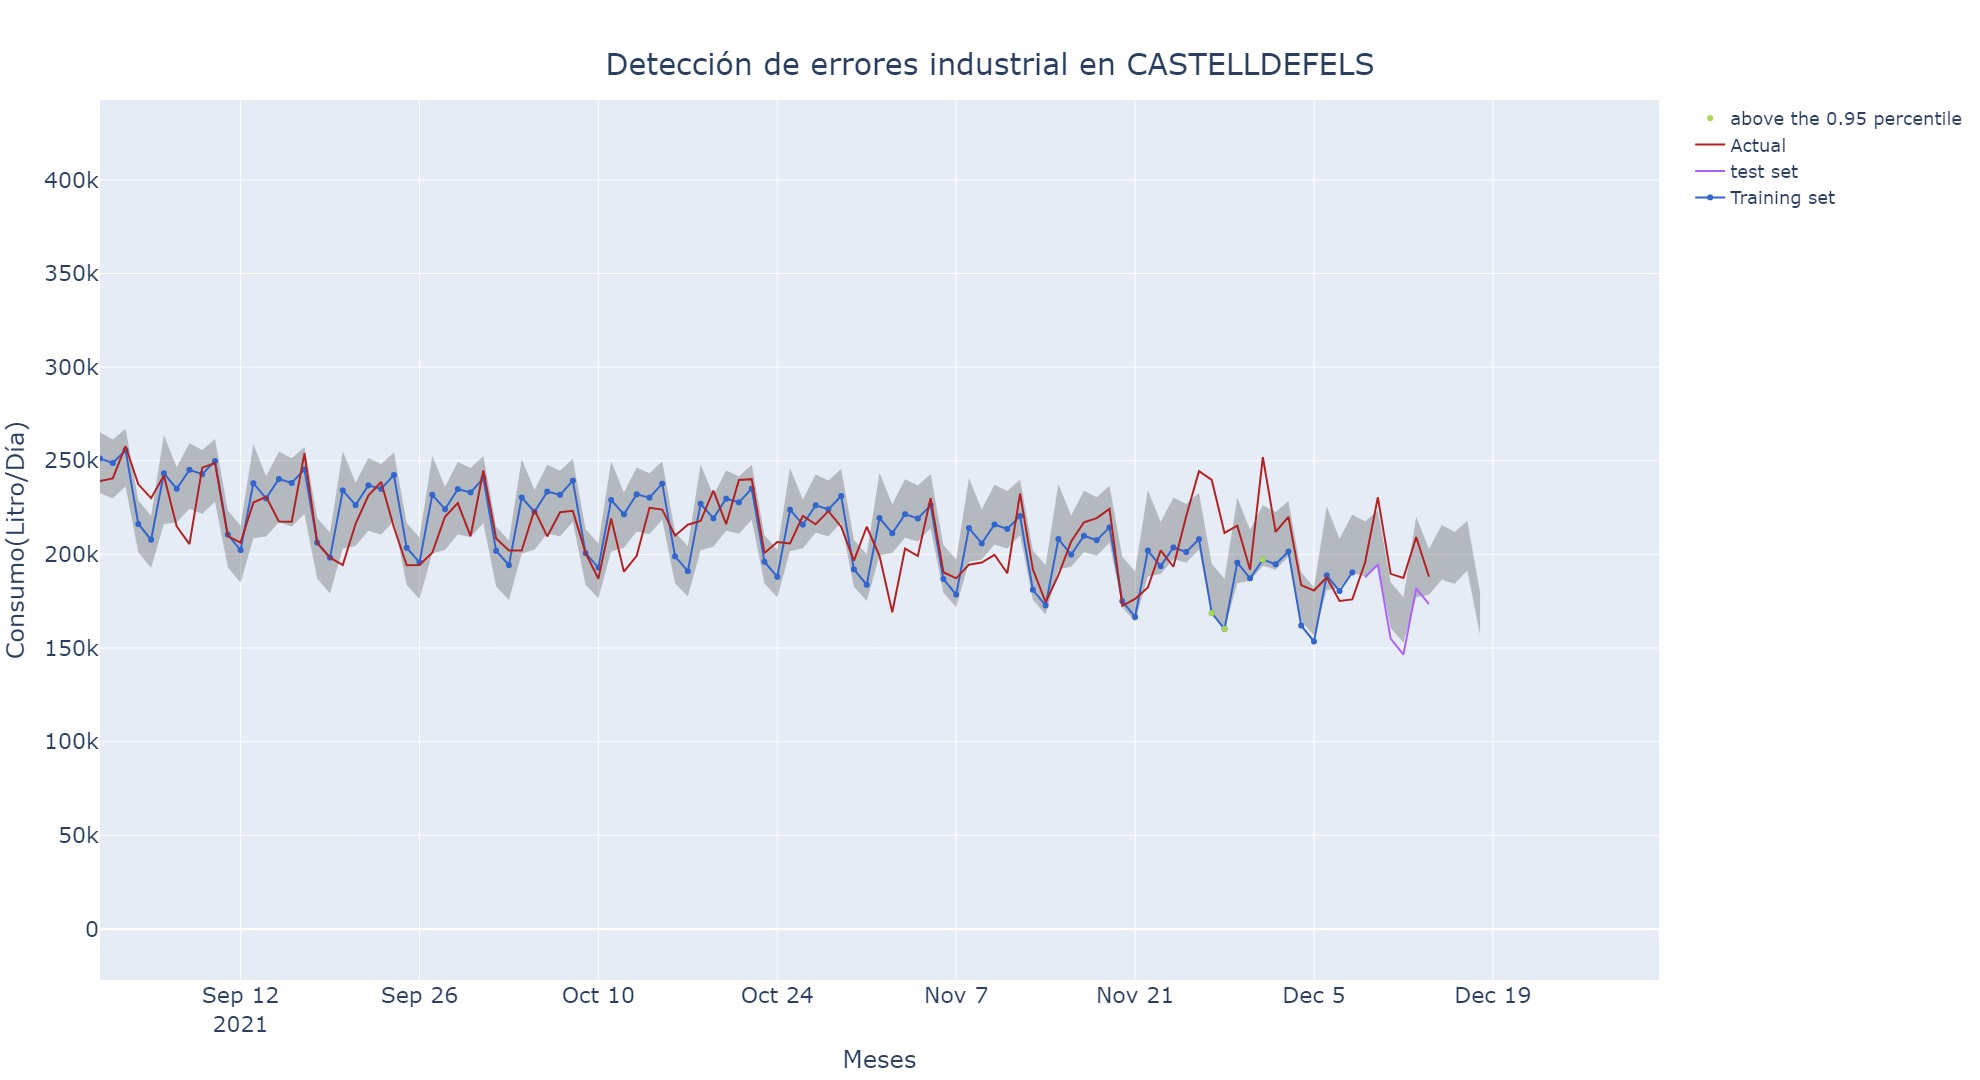 Detección de errores industrial en CASTELLDEFELS
above the 0.95 percentile
Actual
test set
Training set
Consumo(Litro/Día)
400k
350k
300k
250k
200k
150k
100k
50k
0
Sep 12
2021
Sep 26
Oct 10
Oct 24
Nov 7
Nov 21
Dec 5
Dec 19
Meses